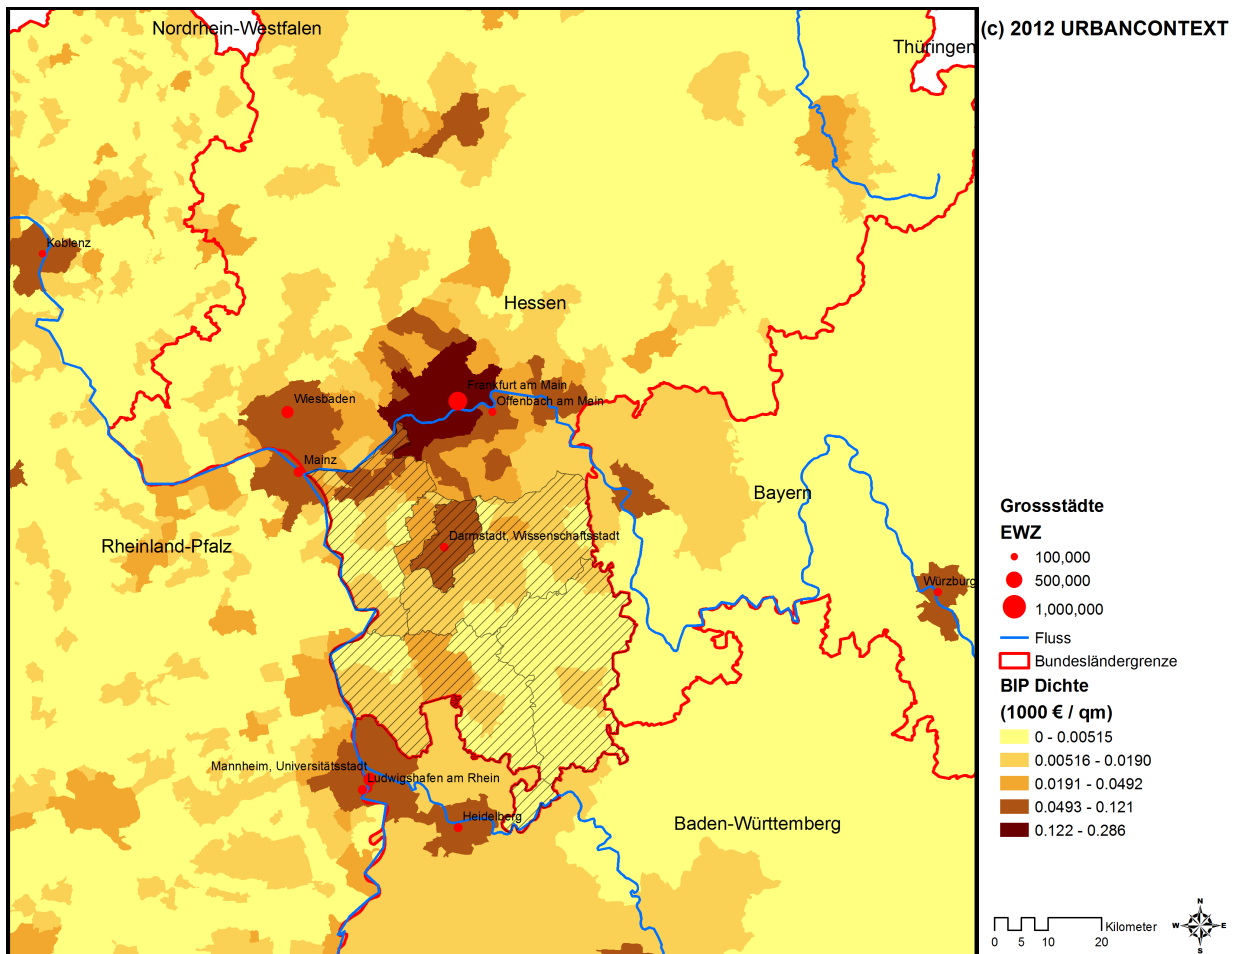 Nordrhein-Westfalen
(c) 2012 URBANCONTEXT
Thüringen
Koblenz
Hessen
Frankfurt am Main
Wiesbaden
Offenbach am Main
Mainz
Bayern
Rheinland-Pfalz
Darmstadt, Wissenschaftsstadt
Würzburg
Mannheim, Universitätsstadt
Ludwigshafen am Rhein
Heidelberg
Baden-Württemberg
Grossstädte
EWZ
100,000
500,000
1,000,000
Fluss
Bundesländergrenze
BIP Dichte
(1000 € / qm)
0 - 0.00515
0.00516 - 0.0190
0.0191 - 0.0492
0.0493 - 0.121
0.122 - 0.286
Kilometer
0 5 10 20
N
W E
S